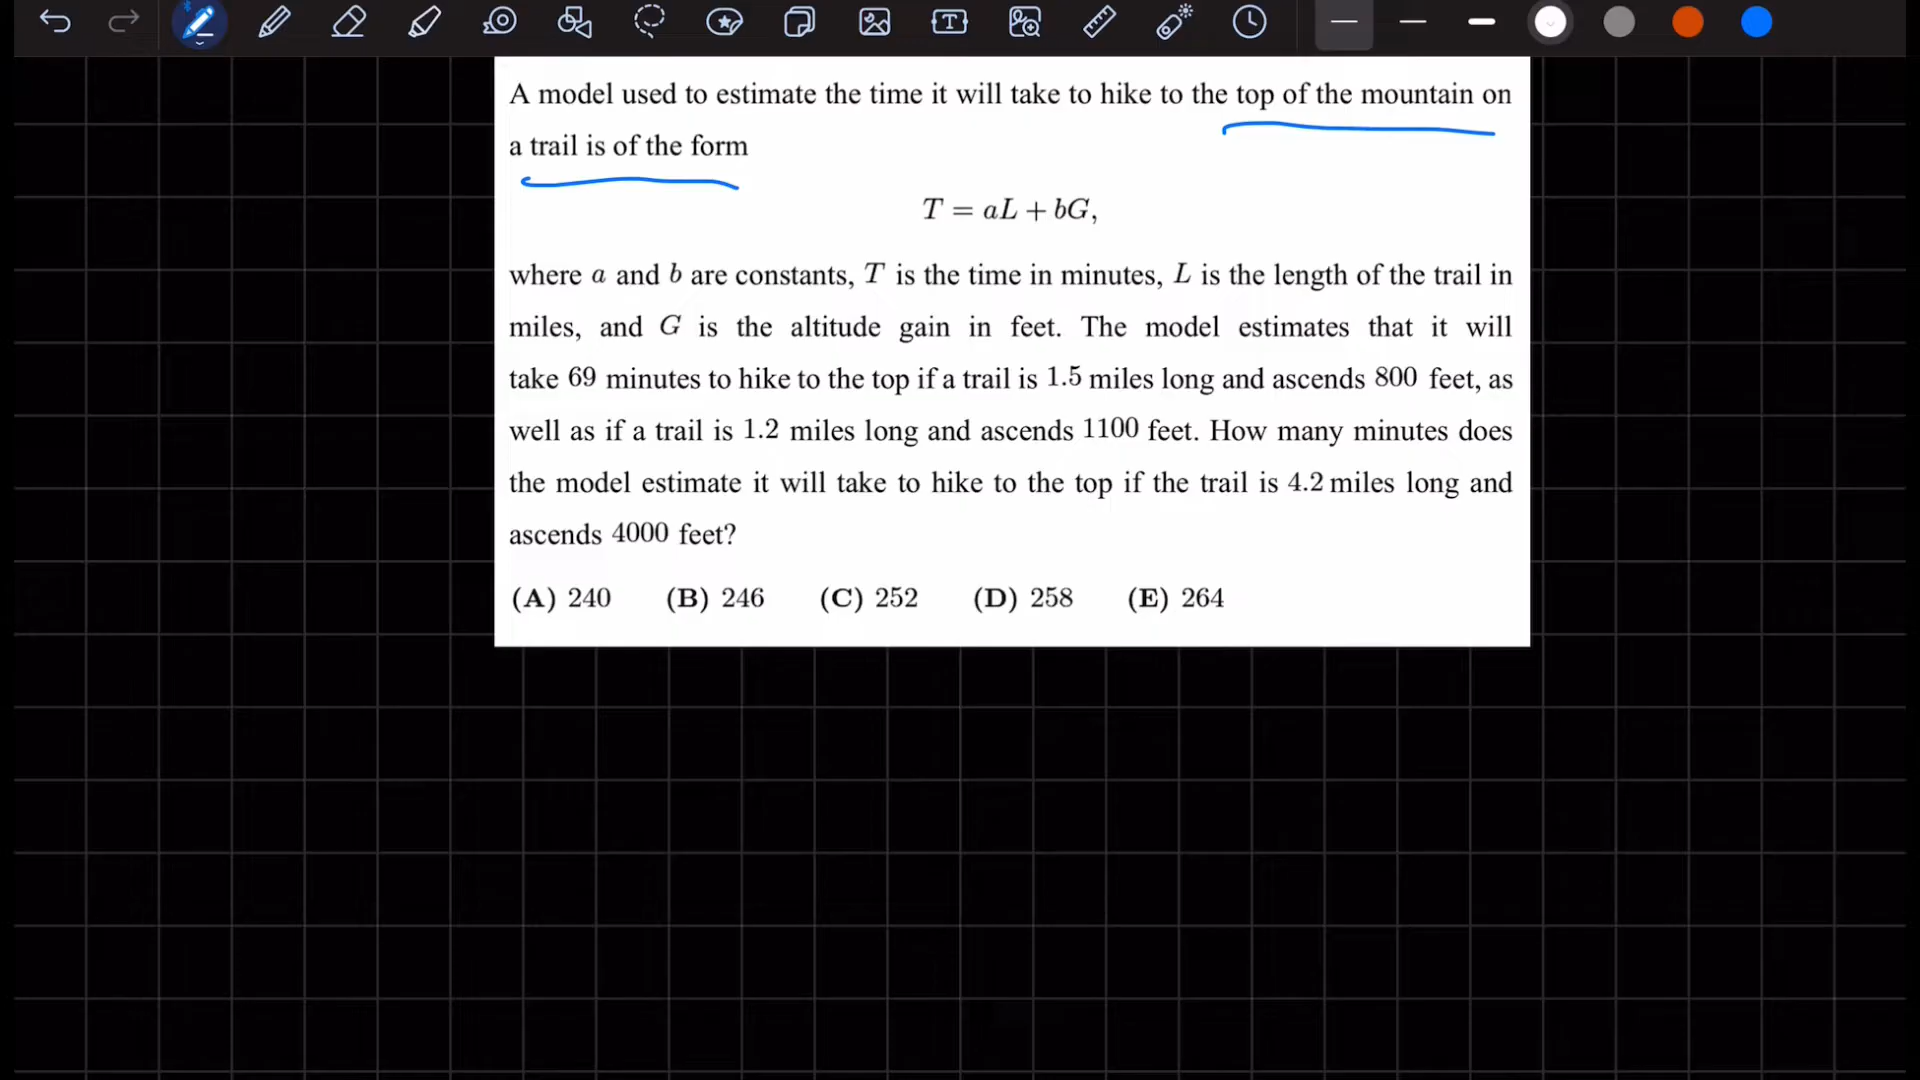 A model used to estimate the time it will take to hike to the top of the mountain on
a trail is of the form
T = aL + bG,
where a and b are constants, T is the time in minutes, L is the length of the trail in
miles, and G is the altitude gain in feet. The model estimates that it will
take 69 minutes to hike to the top if a trail is 1.5 miles long and ascends 800 feet, as
well as if a trail is 1.2 miles long and ascends 1100 feet. How many minutes does
the model estimate it will take to hike to the top if the trail is 4.2 miles long and
ascends 4000 feet?
(A) 240 (B) 246 (C) 252 (D) 258 (E) 264